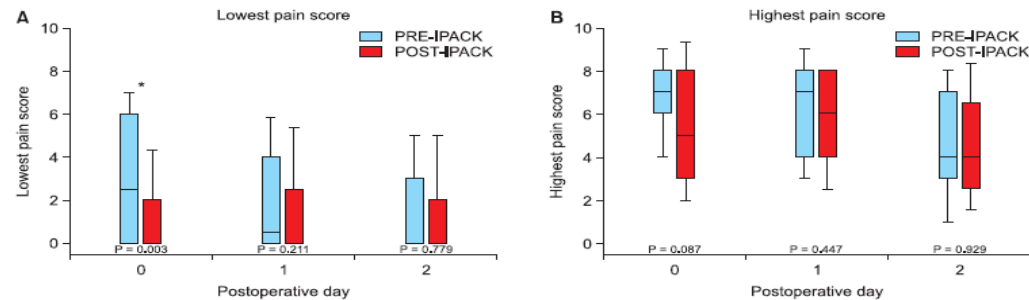 A
Lowest pain score
10
8
6
4
2
0
Lowest pain score
PRE-IPACK
POST-IPACK
*
P = 0.003
P = 0.211
P = 0.779
0
1
2
Postoperative day
B
Highest pain score
10
8
6
4
2
0
Highest pain score
PRE-IPACK
POST-IPACK
P = 0.087
P = 0.447
P = 0.929
0
1
2
Postoperative day